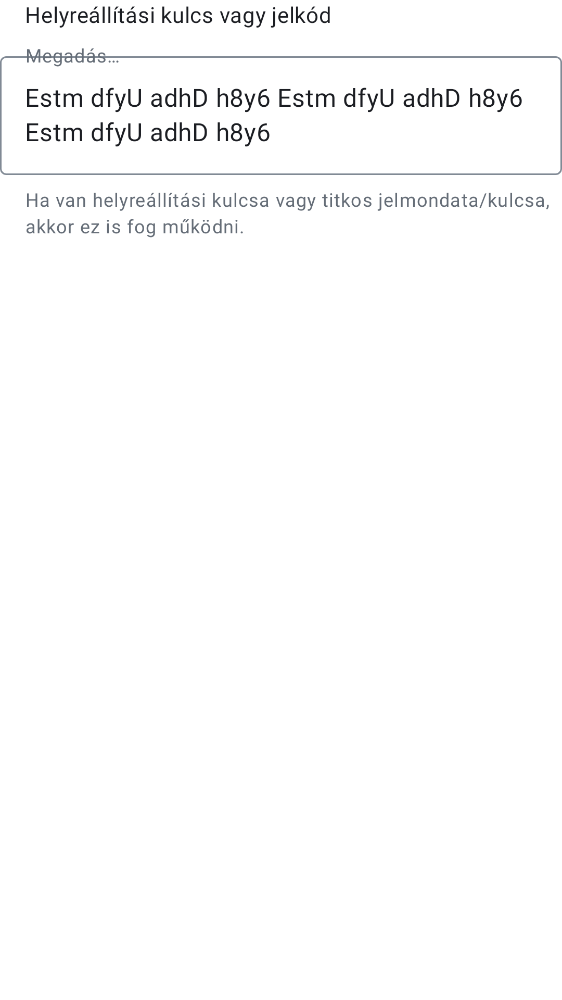 Helyreállítási kulcs vagy jelkód
Megadás…
Estm dfyU adhD h8y6 Estm dfyU adhD h8y6
Estm dfyU adhD h8y6
Ha van helyreállítási kulcsa vagy titkos jelmondata/kulcsa,
akkor ez is fog működni.